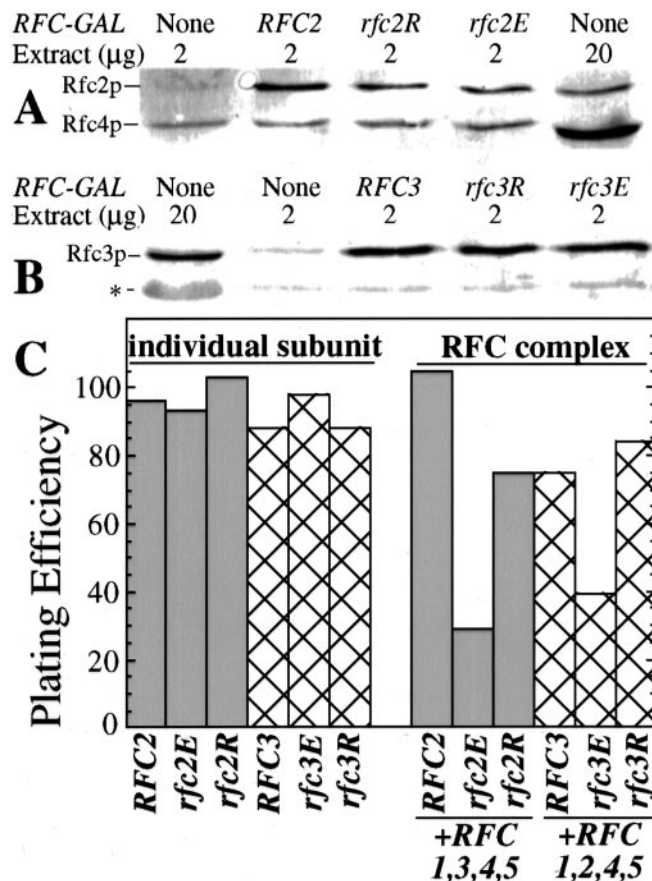 RFC-GAL None RFC2 rfc2R rfc2E None
Extract (μg) 2 2 2 2 20
Rfc2p
A
Rfc4p
RFC-GAL None None RFC3 rfc3R rfc3E
Extract (μg) 20 2 2 2 2
Rfc3p
B
*
C
individual subunit RFC complex
Plating Efficiency
100
80
60
40
20
0
RFC2 rfc2E rfc2R RFC3 rfc3E rfc3R RFC2 rfc2E rfc2R RFC3 rfc3E rfc3R
+RFC +RFC
1,3,4,5 1,2,4,5